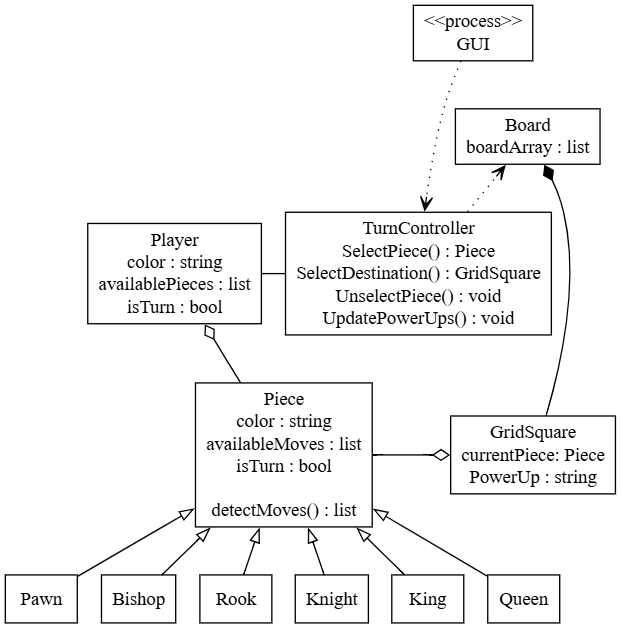 <<process>>
GUI
Board
boardArray : list
TurnController
SelectPiece() : Piece
SelectDestination() : GridSquare
UnselectPiece() : void
UpdatePowerUps() : void
Player
color : string
availablePieces : list
isTurn : bool
Piece
color : string
availableMoves : list
isTurn : bool
detectMoves() : list
GridSquare
currentPiece: Piece
PowerUp : string
Pawn
Bishop
Rook
Knight
King
Queen